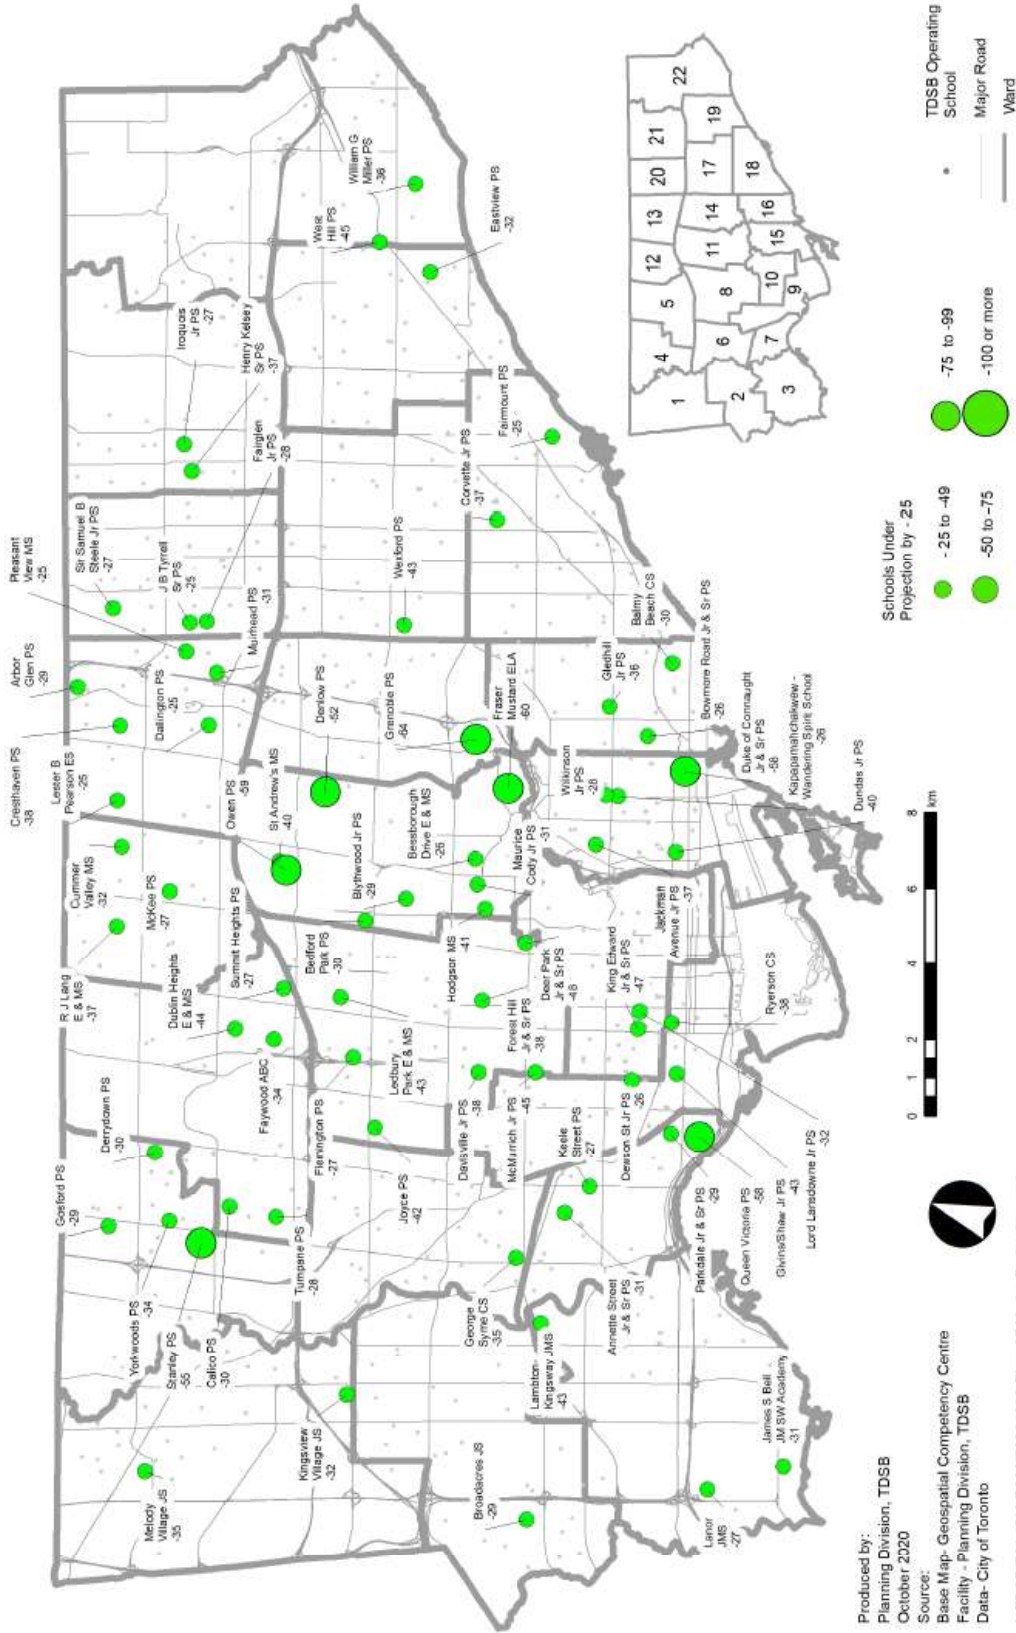 Cresthaven PS
-38
Arbor
Glen PS
-29
Pleasant
View MS
-25
Gosford PS
-29
R J Lang
E & MS
-37
Lester B
Pearson ES
-25
Cummer
Valley MS
-32
Sir Samuel B
Steele Jr PS
-27
Derrydown PS
-30
Yorkwoods PS
-34
Melody
Village JS
-35
McKee PS
-27
Dallington PS
-25
J B Tyrrell
Sr PS
-25
Stanley PS
-55
Dublin Heights
E & MS
-44
Iroquois
Jr PS
-27
Calico PS
-30
Owen PS
-59
Summit Heights PS
-27
Muirhead PS
-31
Henry Kelsey
Sr PS
-37
Fairglen
Jr PS
-28
Faywood ABC
-34
St Andrew's MS
-40
Turnpane PS
-28
Kingsview
Village JS
-32
Flemington PS
-27
Bedford
Park PS
-30
Denlow PS
-52
West
Hill PS
-45
William G
Miller PS
-36
Blythwood Jr PS
-29
Ledbury
Park E & MS
-43
Grenoble PS
-64
Wexford PS
-43
Joyce PS
-42
Bessborough
Drive E & MS
-26
Hodgson MS
-41
Davisville Jr PS
-38
George
Syme CS
-35
Broadacres JS
-29
Corvette Jr PS
-37
Eastview PS
-32
Fraser
Mustard ELA
-60
Fairmount PS
-25
McMurrich Jr PS
-45
Forest Hill
Jr & Sr PS
-38
Maurice
Cody Jr PS
-31
Lambton-
Kingsway JMS
-43
Deer Park
Jr & Sr PS
-48
Keele
Street PS
-27
Wilkinson
Jr PS
-28
Gledhill
Jr PS
-36
Annette Street
Jr & Sr PS
-31
King Edward
Jr & Sr PS
-47
Dewson St Jr PS
-26
Balmy
Beach CS
-30
Jackman
Avenue Jr PS
-37
Lanor
JMS
-27
Parkdale Jr & Sr PS
-29
Bowmore Road Jr & Sr PS
-26
Queen Victoria PS
-58
Duke of Connaught
Jr & Sr PS
-58
James S Bell
JM SW Academy
-31
Givins/Shaw Jr PS
-43
Ryerson CS
-38
Kapapamahchakwew -
Wandering Spirit School
-26
Lord Lansdowne Jr PS
-32
Dundas Jr PS
-40
1
2
3
4
5
6
7
8
9
10
11
12
13
14
15
16
17
18
19
20
21
22
0 1 2 4 6 8
km
Produced by:
Planning Division, TDSB
October 2020
Source:
Base Map- Geospatial Competency Centre
Facility - Planning Division, TDSB
Data- City of Toronto
Schools Under
Projection by - 25
- 25 to -49
-50 to -75
-75 to -99
-100 or more
TDSB Operating
School
Major Road
Ward